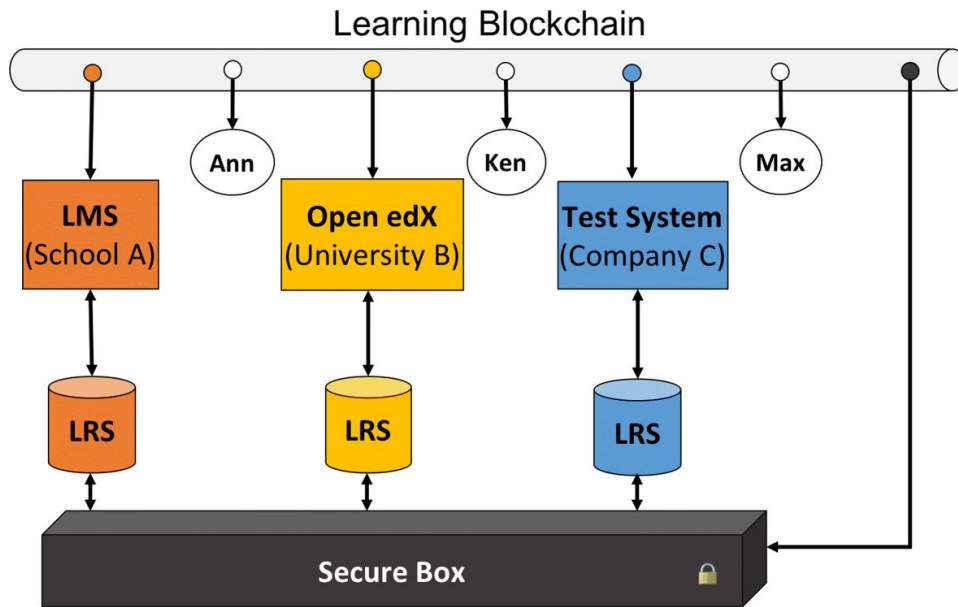 Learning Blockchain
Ann
Ken
Max
LMS
(School A)
Open edX
(University B)
Test System
(Company C)
LRS
LRS
LRS
Secure Box